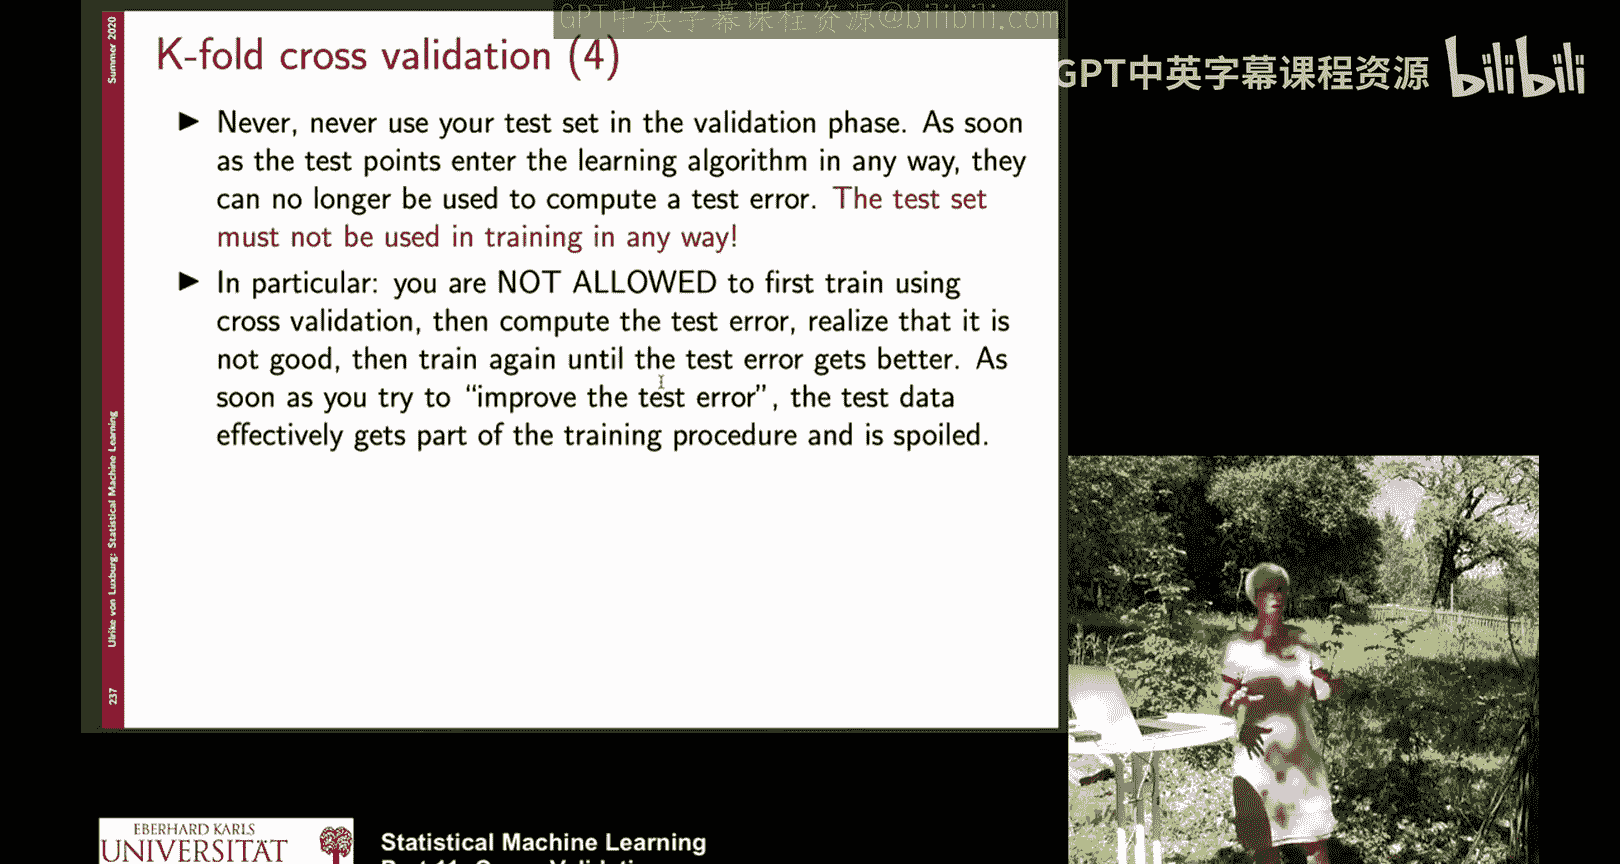 GPT中英字幕课程资源@bilibili.com
GPT中英字幕课程资源 bilibili
Summer 2020
K-fold cross validation (4)
► Never, never use your test set in the validation phase. As soon
as the test points enter the learning algorithm in any way, they
can no longer be used to compute a test error. The test set
must not be used in training in any way!
► In particular: you are NOT ALLOWED to first train using
cross validation, then compute the test error, realize that it is
not good, then train again until the test error gets better. As
soon as you try to “improve the test error”, the test data
effectively gets part of the training procedure and is spoiled.
Ulrike von Luxburg: Statistical Machine Learning
237
EBERHARD KARLS
UNIVERSITÄT
Statistical Machine Learning
Part 11: Cross Validati